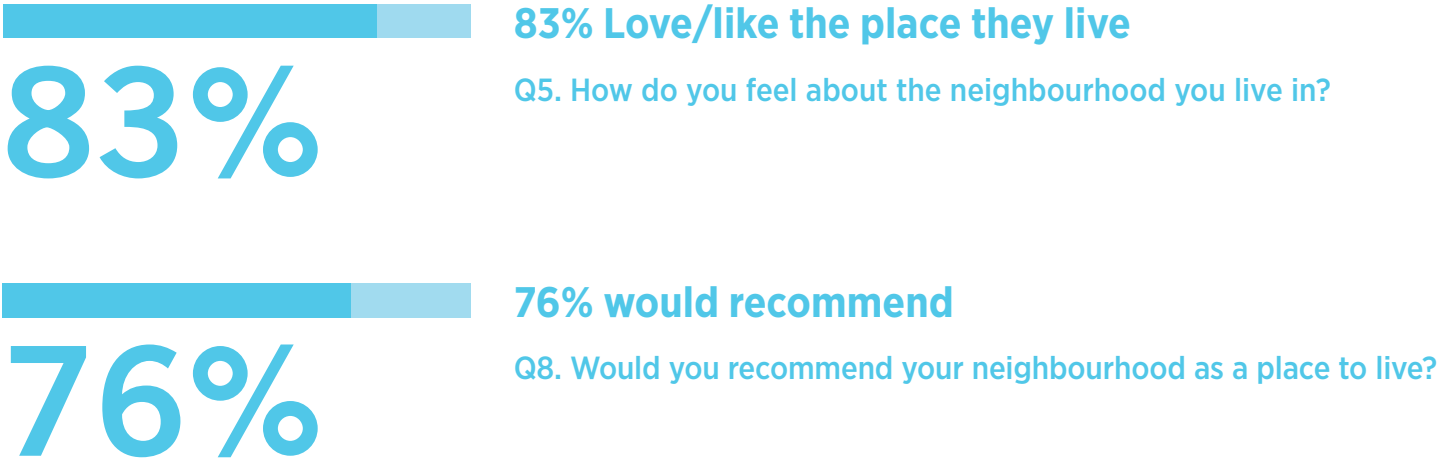 83% Love/like the place they live
Q5. How do you feel about the neighbourhood you live in?
83%
76% would recommend
Q8. Would you recommend your neighbourhood as a place to live?
76%